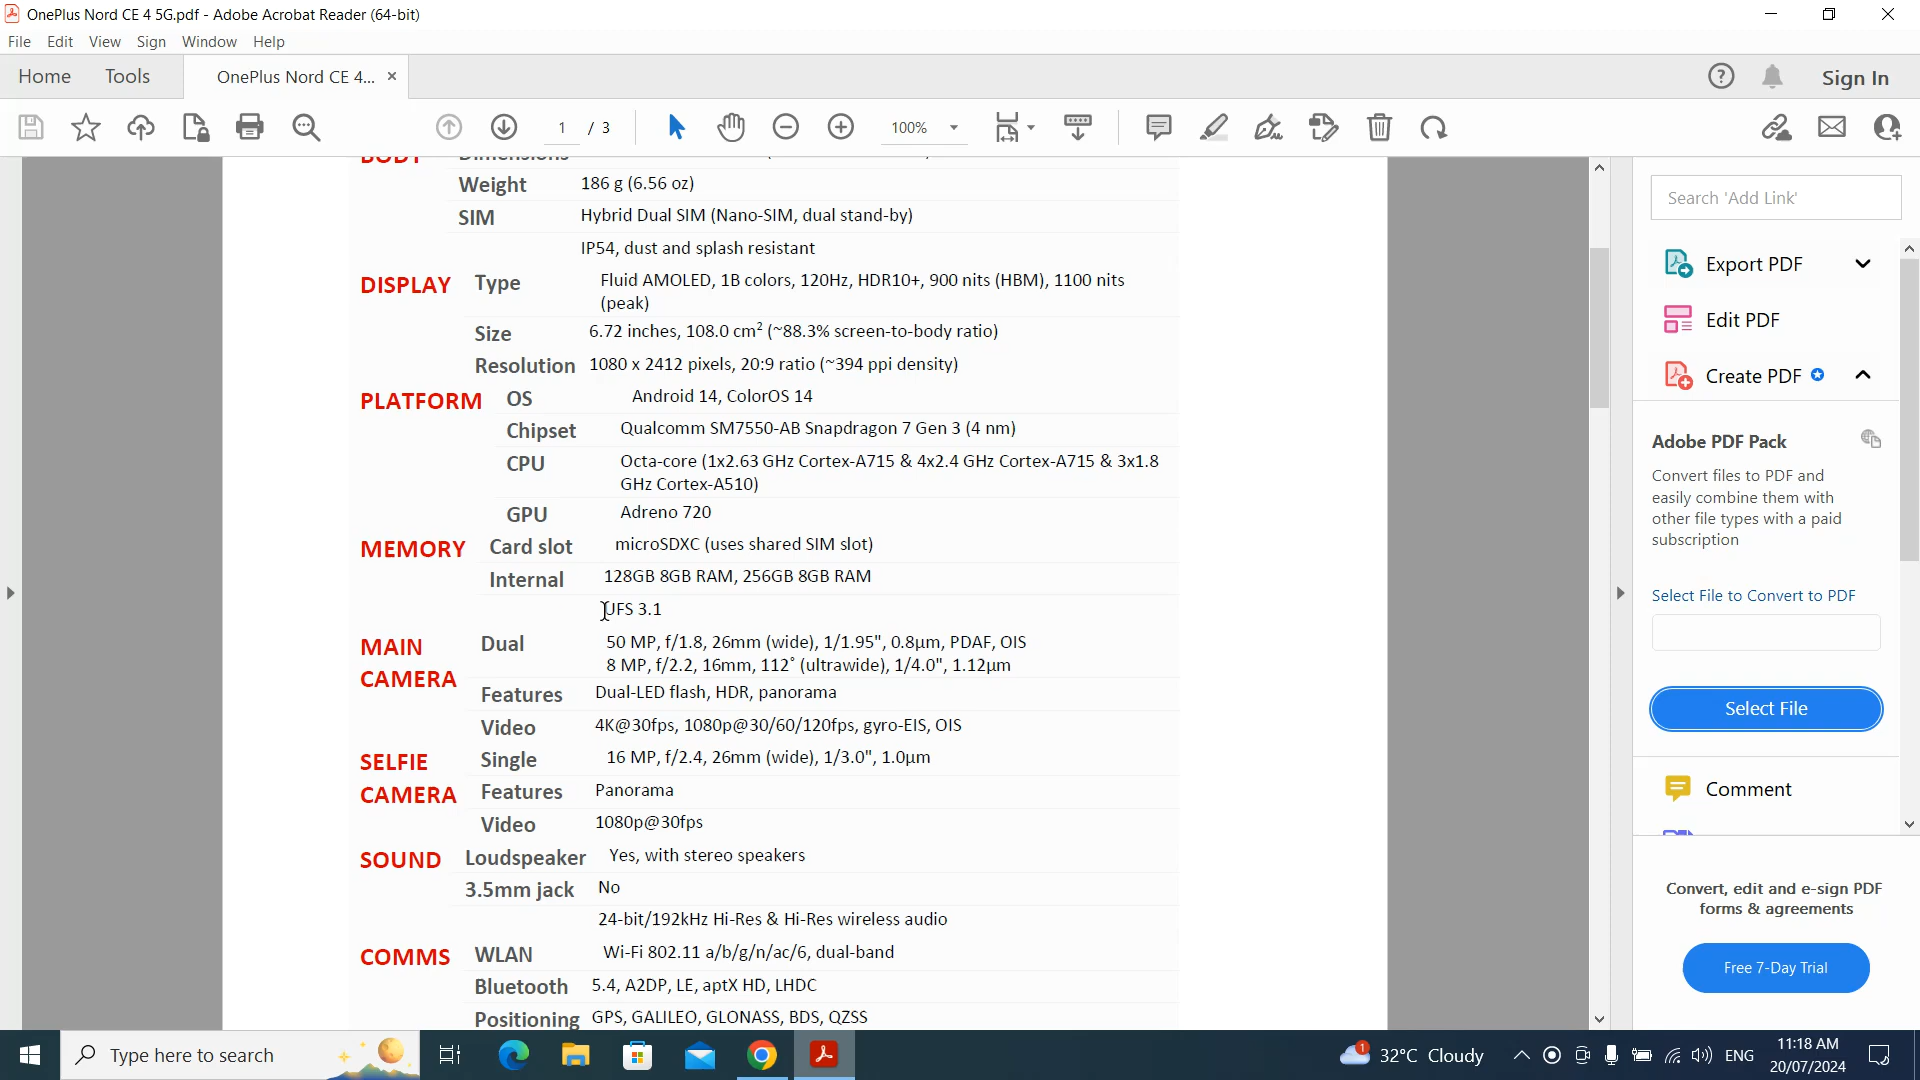 OnePlus Nord CE 4 5G.pdf - Adobe Acrobat Reader (64-bit)
File Edit View Sign Window Help
Home Tools OnePlus Nord CE 4... × Sign In
1 / 3 100%
BODY Dimensions
Weight 186 g (6.56 oz)
SIM Hybrid Dual SIM (Nano-SIM, dual stand-by)
IP54, dust and splash resistant
DISPLAY Type Fluid AMOLED, 1B colors, 120Hz, HDR10+, 900 nits (HBM), 1100 nits
(peak)
Size 6.72 inches, 108.0 cm² (~88.3% screen-to-body ratio)
Resolution 1080 x 2412 pixels, 20:9 ratio (~394 ppi density)
PLATFORM OS Android 14, ColorOS 14
Chipset Qualcomm SM7550-AB Snapdragon 7 Gen 3 (4 nm)
CPU Octa-core (1x2.63 GHz Cortex-A715 & 4x2.4 GHz Cortex-A715 & 3x1.8
GHz Cortex-A510)
GPU Adreno 720
MEMORY Card slot microSDXC (uses shared SIM slot)
Internal 128GB 8GB RAM, 256GB 8GB RAM
UFS 3.1
MAIN CAMERA Dual 50 MP, f/1.8, 26mm (wide), 1/1.95", 0.8µm, PDAF, OIS
8 MP, f/2.2, 16mm, 112˚ (ultrawide), 1/4.0", 1.12µm
Features Dual-LED flash, HDR, panorama
Video 4K@30fps, 1080p@30/60/120fps, gyro-EIS, OIS
SELFIE CAMERA Single 16 MP, f/2.4, 26mm (wide), 1/3.0", 1.0µm
Features Panorama
Video 1080p@30fps
SOUND Loudspeaker Yes, with stereo speakers
3.5mm jack No
24-bit/192kHz Hi-Res & Hi-Res wireless audio
COMMS WLAN Wi-Fi 802.11 a/b/g/n/ac/6, dual-band
Bluetooth 5.4, A2DP, LE, aptX HD, LHDC
Positioning GPS, GALILEO, GLONASS, BDS, QZSS
Search 'Add Link'
Export PDF
Edit PDF
Create PDF
Adobe PDF Pack
Convert files to PDF and
easily combine them with
other file types with a paid
subscription
Select File to Convert to PDF
Select File
Comment
Convert, edit and e-sign PDF
forms & agreements
Free 7-Day Trial
Type here to search
1 32°C Cloudy ENG 11:18 AM
20/07/2024